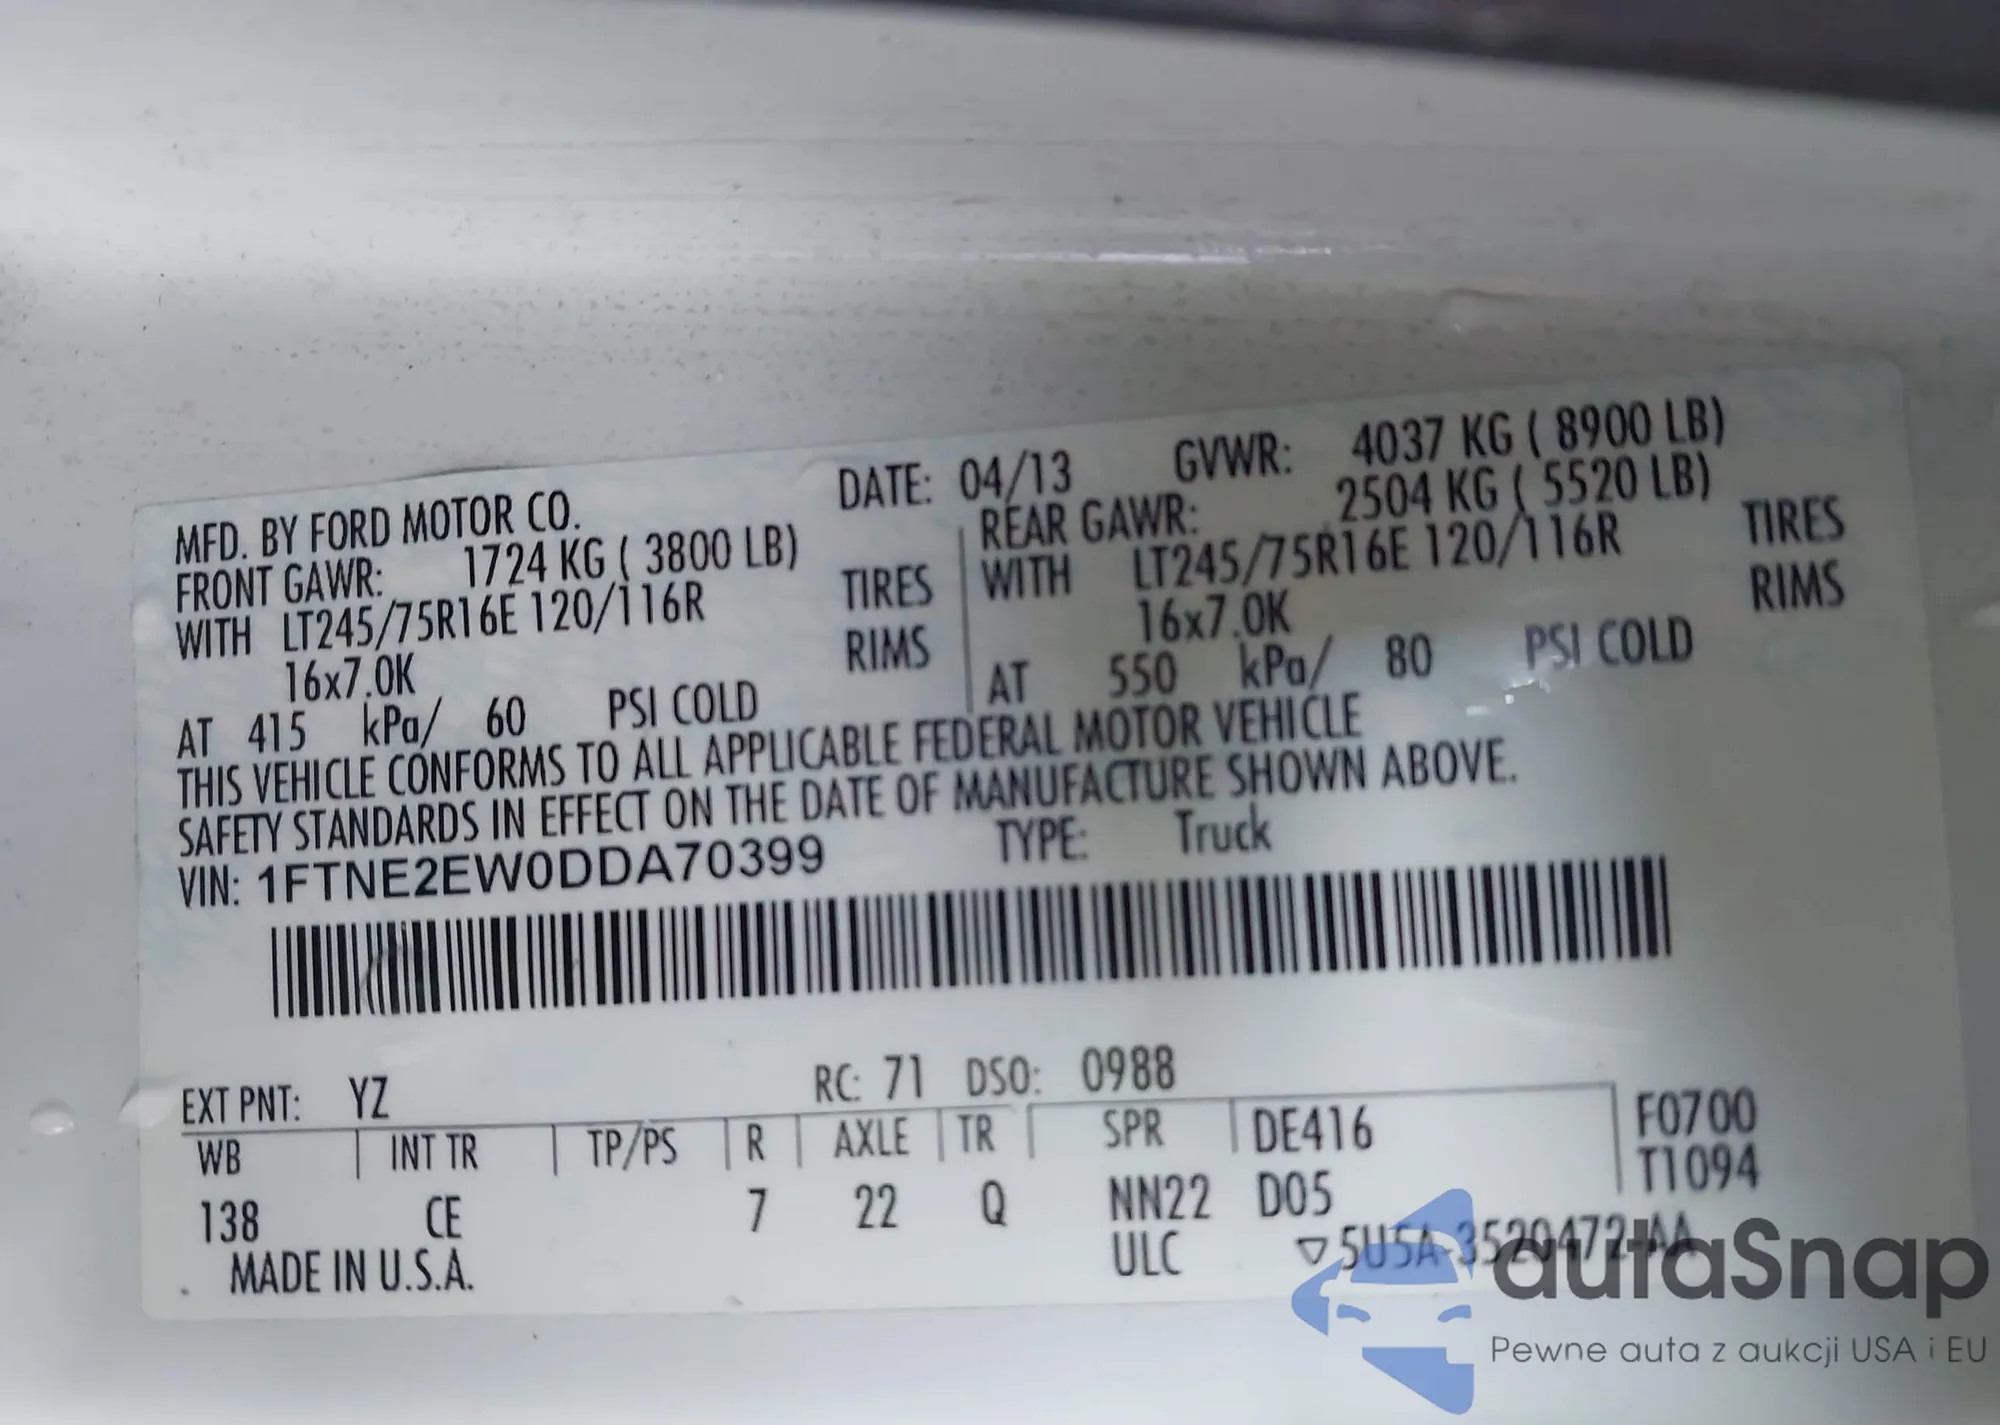 MFD. BY FORD MOTOR CO. DATE: 04/13 GVWR: 4037 KG ( 8900 LB)
FRONT GAWR: 1724 KG ( 3800 LB) REAR GAWR: 2504 KG ( 5520 LB)
WITH LT245/75R16E 120/116R TIRES WITH LT245/75R16E 120/116R TIRES
16x7.0K RIMS 16x7.0K RIMS
AT 415 kPa/ 60 PSI COLD AT 550 kPa/ 80 PSI COLD
THIS VEHICLE CONFORMS TO ALL APPLICABLE FEDERAL MOTOR VEHICLE
SAFETY STANDARDS IN EFFECT ON THE DATE OF MANUFACTURE SHOWN ABOVE.
VIN: 1FTNE2EW0DDA70399 TYPE: Truck
EXT PNT: YZ RC: 71 DSO: 0988
WB INT TR TP/PS R AXLE TR SPR DE416 F0700
T1094
138 CE 7 22 Q NN22 D05
MADE IN U.S.A. ULC ▽5U5A-3520472-AA
autaSnap
Pewne auta z aukcji USA i EU